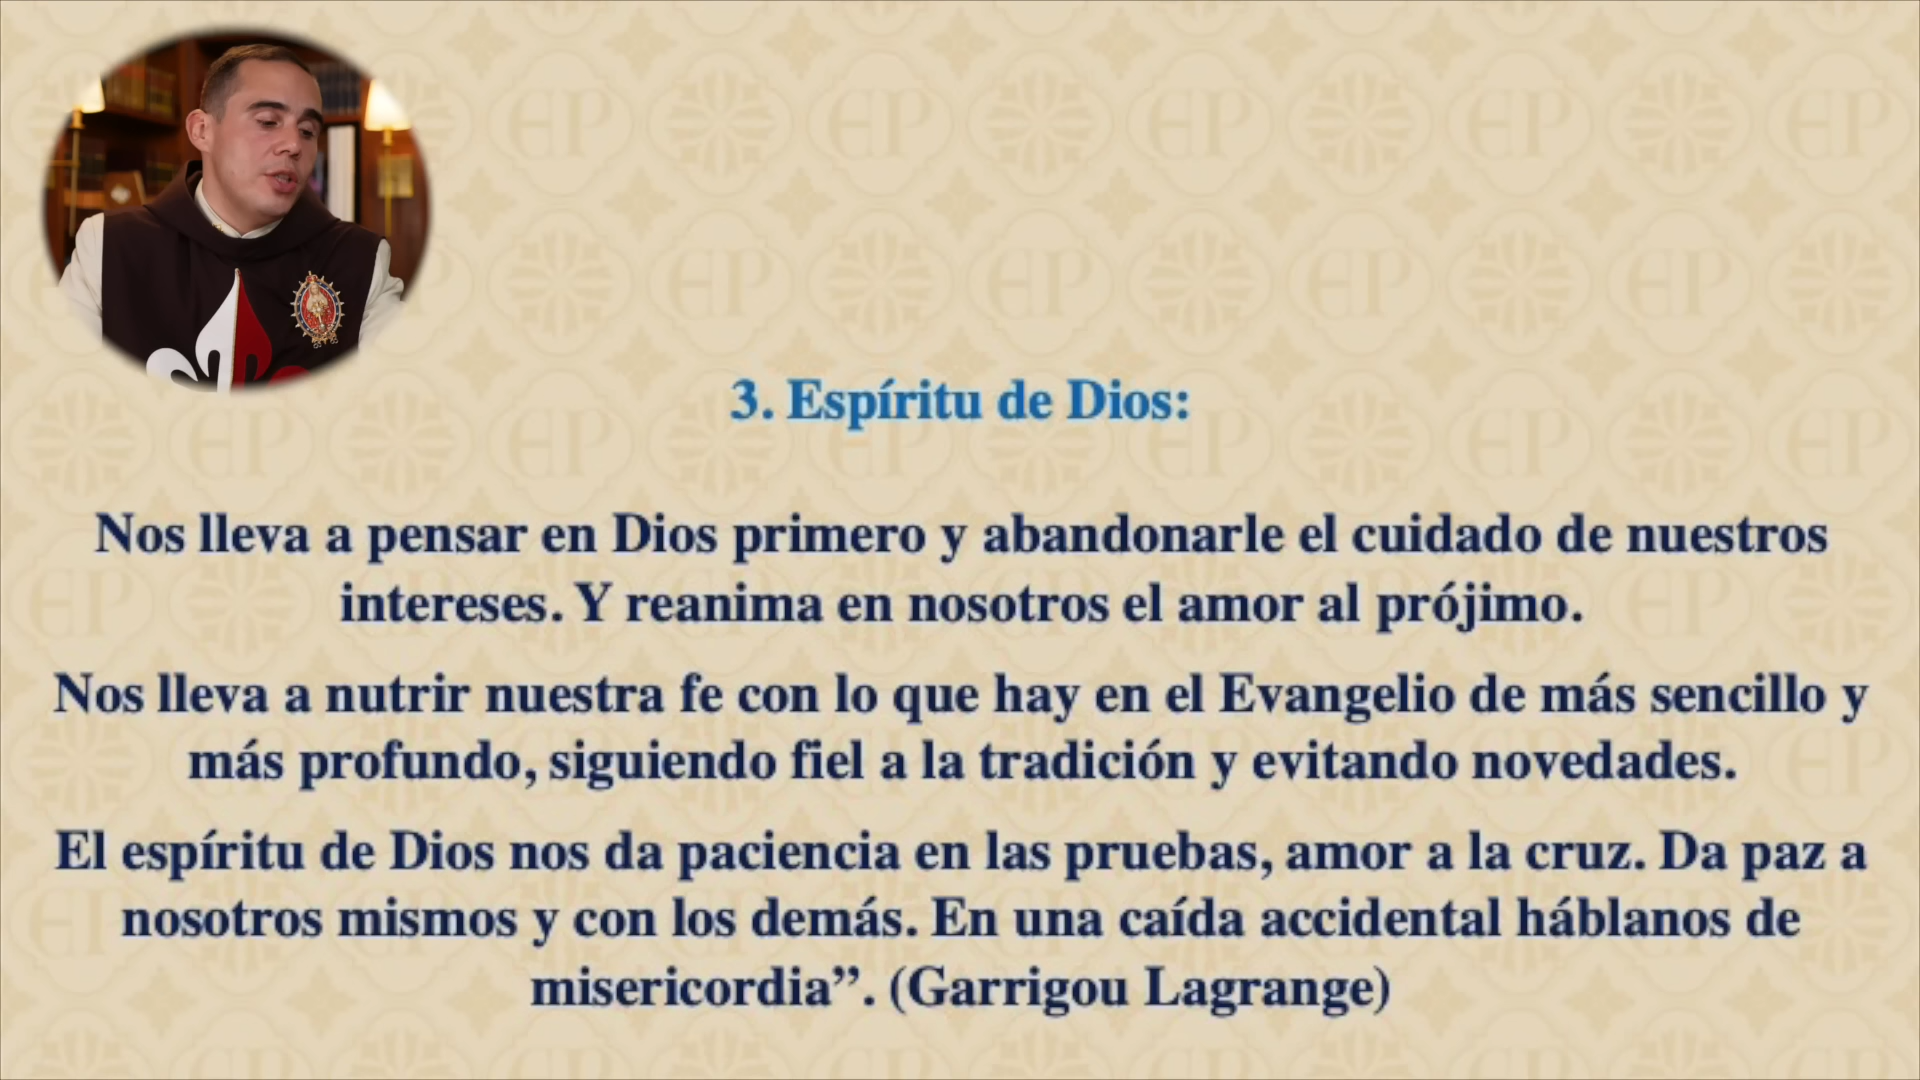 3. Espíritu de Dios:
Nos lleva a pensar en Dios primero y abandonarle el cuidado de nuestros
intereses. Y reanima en nosotros el amor al prójimo.
Nos lleva a nutrir nuestra fe con lo que hay en el Evangelio de más sencillo y
más profundo, siguiendo fiel a la tradición y evitando novedades.
El espíritu de Dios nos da paciencia en las pruebas, amor a la cruz. Da paz a
nosotros mismos y con los demás. En una caída accidental háblanos de
misericordia”. (Garrigou Lagrange)